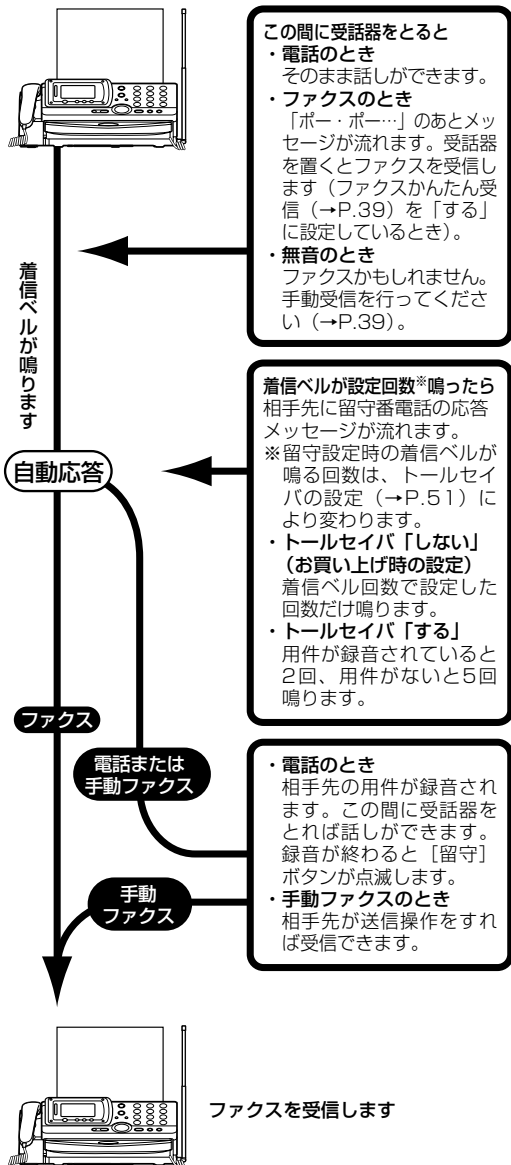 この間に受話器をとると
・電話のとき
そのまま話しができます。
・ファクスのとき
「ポー・ポー…」のあとメッ
セージが流れます。受話器
を置くとファクスを受信し
ます（ファクスかんたん受
信（→P.39）を「する」
に設定しているとき）。
・無音のとき
ファクスかもしれません。
手動受信を行ってくださ
い（→P.39）。
着信ベルが鳴ります
着信ベルが設定回数※鳴ったら
相手先に留守番電話の応答
メッセージが流れます。
※留守設定時の着信ベルが
鳴る回数は、トールセイ
バの設定（→P.51）に
より変わります。
・トールセイバ「しない」
（お買い上げ時の設定）
着信ベル回数で設定した
回数だけ鳴ります。
・トールセイバ「する」
用件が録音されていると
2回、用件がないと5回
鳴ります。
自動応答
ファクス
電話または
手動ファクス
・電話のとき
相手先の用件が録音され
ます。この間に受話器を
とれば話しができます。
録音が終わると［留守］
ボタンが点滅します。
・手動ファクスのとき
相手先が送信操作をすれ
ば受信できます。
手動
ファクス
ファクスを受信します